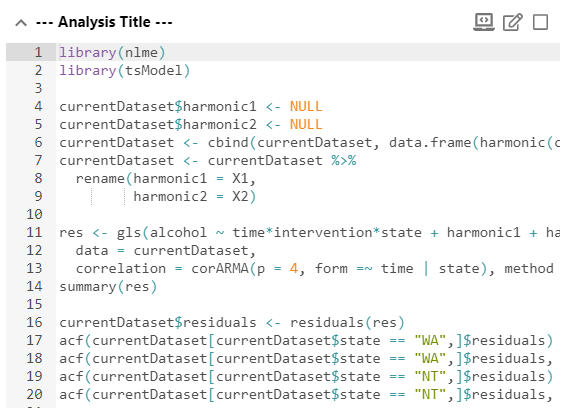 --- Analysis Title ---
1 library(nlme)
2 library(tsModel)
3
4 currentDataset$harmonic1 <- NULL
5 currentDataset$harmonic2 <- NULL
6 currentDataset <- cbind(currentDataset, data.frame(harmonic(
7 currentDataset <- currentDataset %>%
8 rename(harmonic1 = X1,
9 harmonic2 = X2)
10
11 res <- gls(alcohol ~ time*intervention*state + harmonic1 + ha
12 data = currentDataset,
13 correlation = corARMA(p = 4, form =~ time | state), method
14 summary(res)
15
16 currentDataset$residuals <- residuals(res)
17 acf(currentDataset[currentDataset$state == "WA",]$residuals)
18 acf(currentDataset[currentDataset$state == "WA",]$residuals,
19 acf(currentDataset[currentDataset$state == "NT",]$residuals)
20 acf(currentDataset[currentDataset$state == "NT",]$residuals,